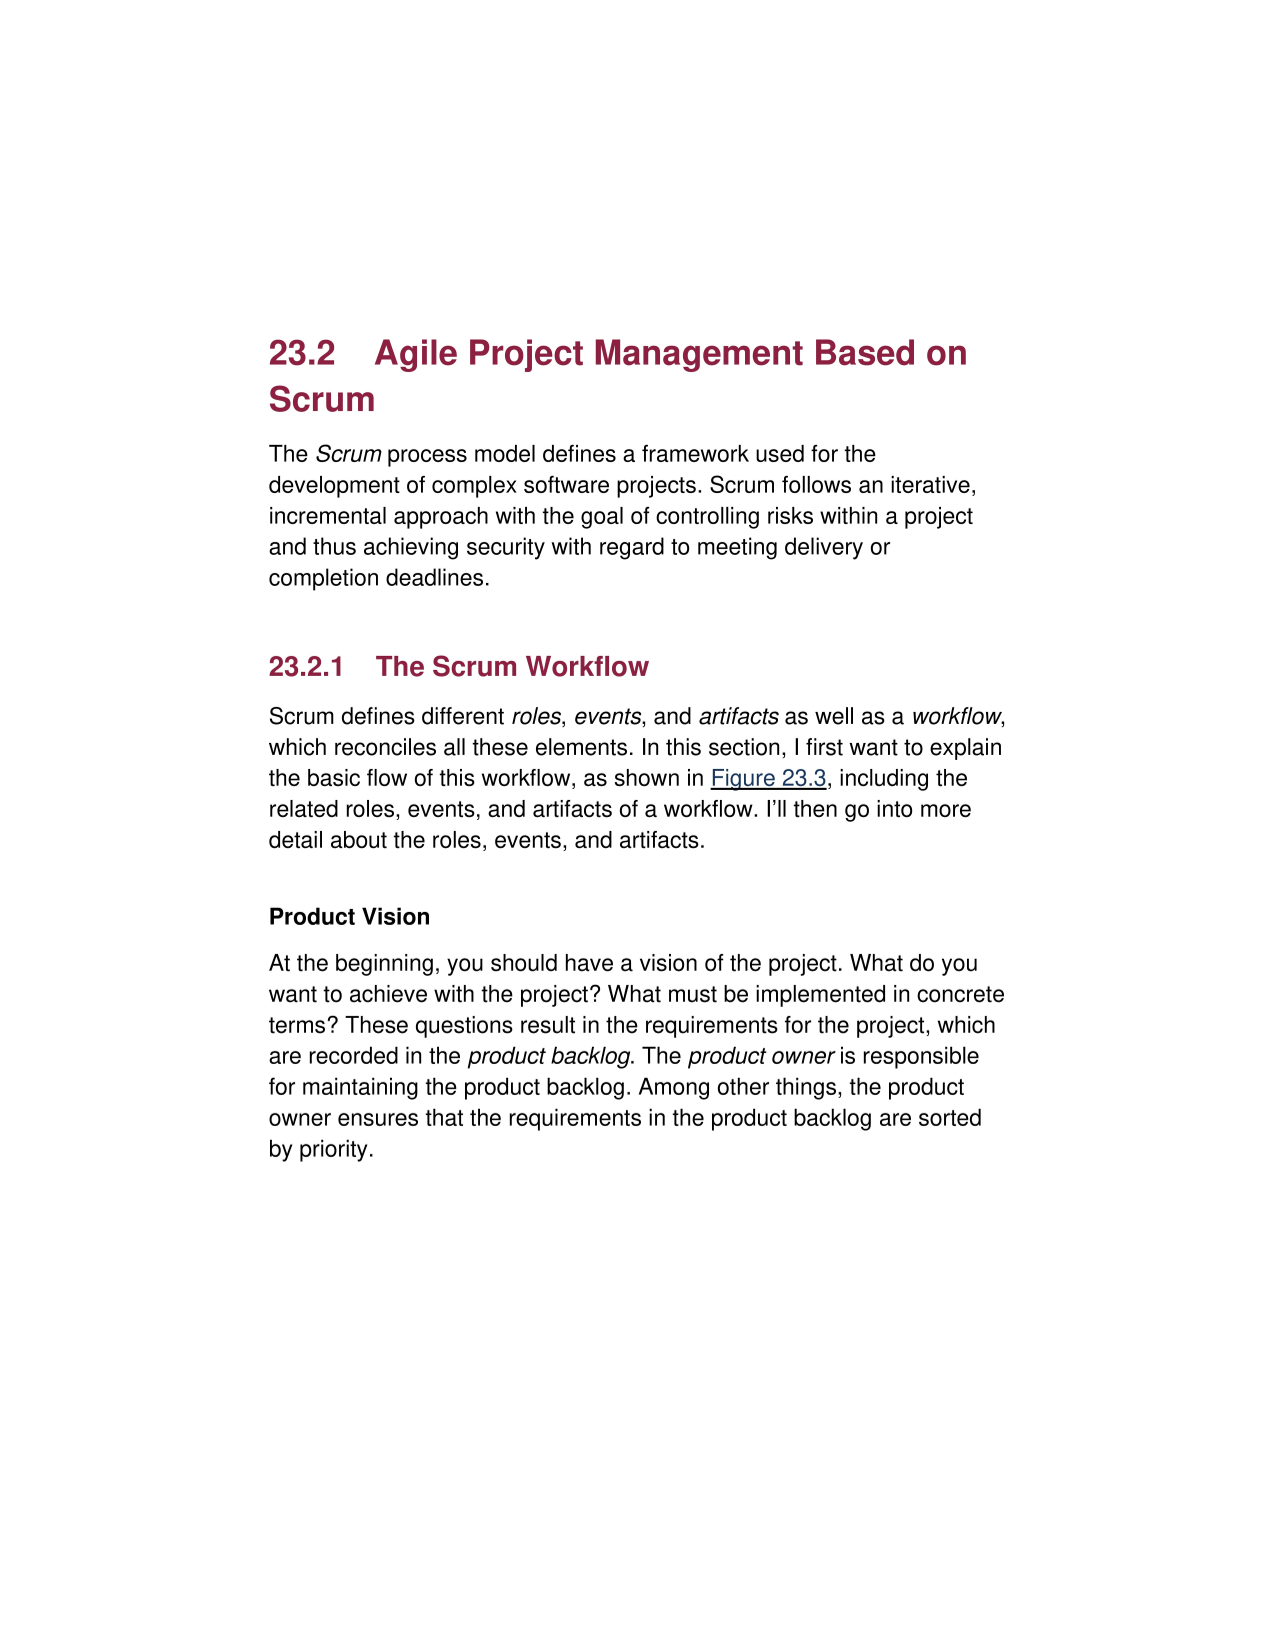 23.2 Agile Project Management Based on
Scrum
The Scrum process model defines a framework used for the
development of complex software projects. Scrum follows an iterative,
incremental approach with the goal of controlling risks within a project
and thus achieving security with regard to meeting delivery or
completion deadlines.
23.2.1 The Scrum Workflow
Scrum defines different roles, events, and artifacts as well as a workflow,
which reconciles all these elements. In this section, I first want to explain
the basic flow of this workflow, as shown in Figure 23.3, including the
related roles, events, and artifacts of a workflow. I’ll then go into more
detail about the roles, events, and artifacts.
Product Vision
At the beginning, you should have a vision of the project. What do you
want to achieve with the project? What must be implemented in concrete
terms? These questions result in the requirements for the project, which
are recorded in the product backlog. The product owner is responsible
for maintaining the product backlog. Among other things, the product
owner ensures that the requirements in the product backlog are sorted
by priority.